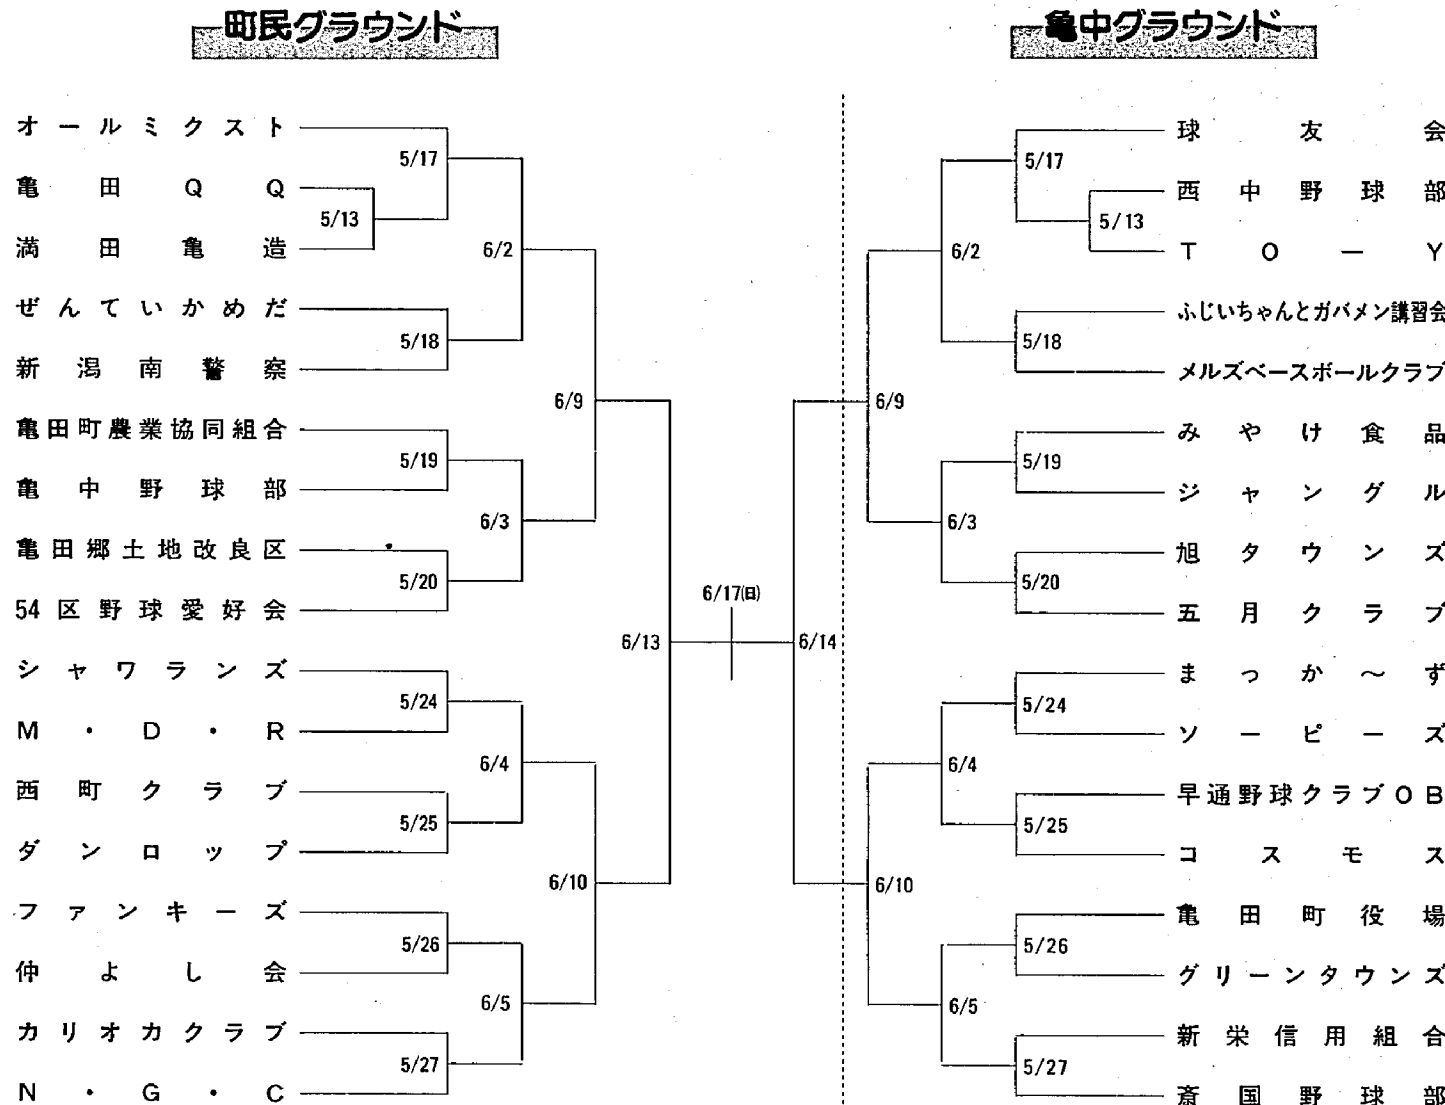 町民グラウンド
オールミクスト
5/17
亀田QQ
5/13
満田亀造
6/2
ぜんていかめだ
5/18
新潟南警察
6/9
亀田町農業協同組合
5/19
亀中野球部
6/3
亀田郷土地改良区
5/20
54区野球愛好会
6/13
シャワランズ
5/24
M・D・R
6/4
西町クラブ
5/25
ダンロップ
6/10
ファンキーズ
5/26
仲よし会
6/5
カリオカクラブ
5/27
N・G・C
6/17(日)
亀中グラウンド
球友会
5/17
西中野球部
5/13
TO－Y
6/2
ふじいちゃんとガバメン講習会
5/18
メルズベースボールクラブ
6/9
みやけ食品
5/19
ジャングル
6/3
旭タウンズ
5/20
五月クラブ
6/14
まっか～ず
5/24
ソーピーズ
6/4
早通野球クラブOB
5/25
コスモス
6/10
亀田町役場
5/26
グリーンタウンズ
6/5
新栄信用組合
5/27
斎国野球部